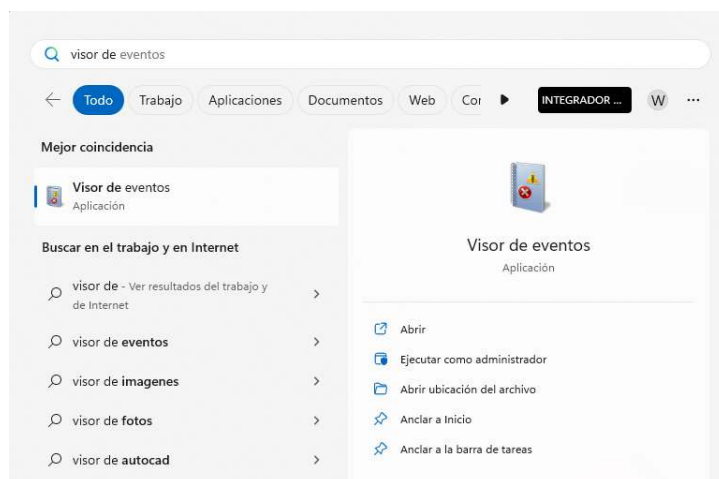 visor de eventos
Todo Trabajo Aplicaciones Documentos Web Cor INTEGRADOR ... W ...
Mejor coincidencia
Visor de eventos
Aplicación
Buscar en el trabajo y en Internet
visor de - Ver resultados del trabajo y
de Internet
visor de eventos
visor de imagenes
visor de fotos
visor de autocad
Visor de eventos
Aplicación
Abrir
Ejecutar como administrador
Abrir ubicación del archivo
Anclar a Inicio
Anclar a la barra de tareas